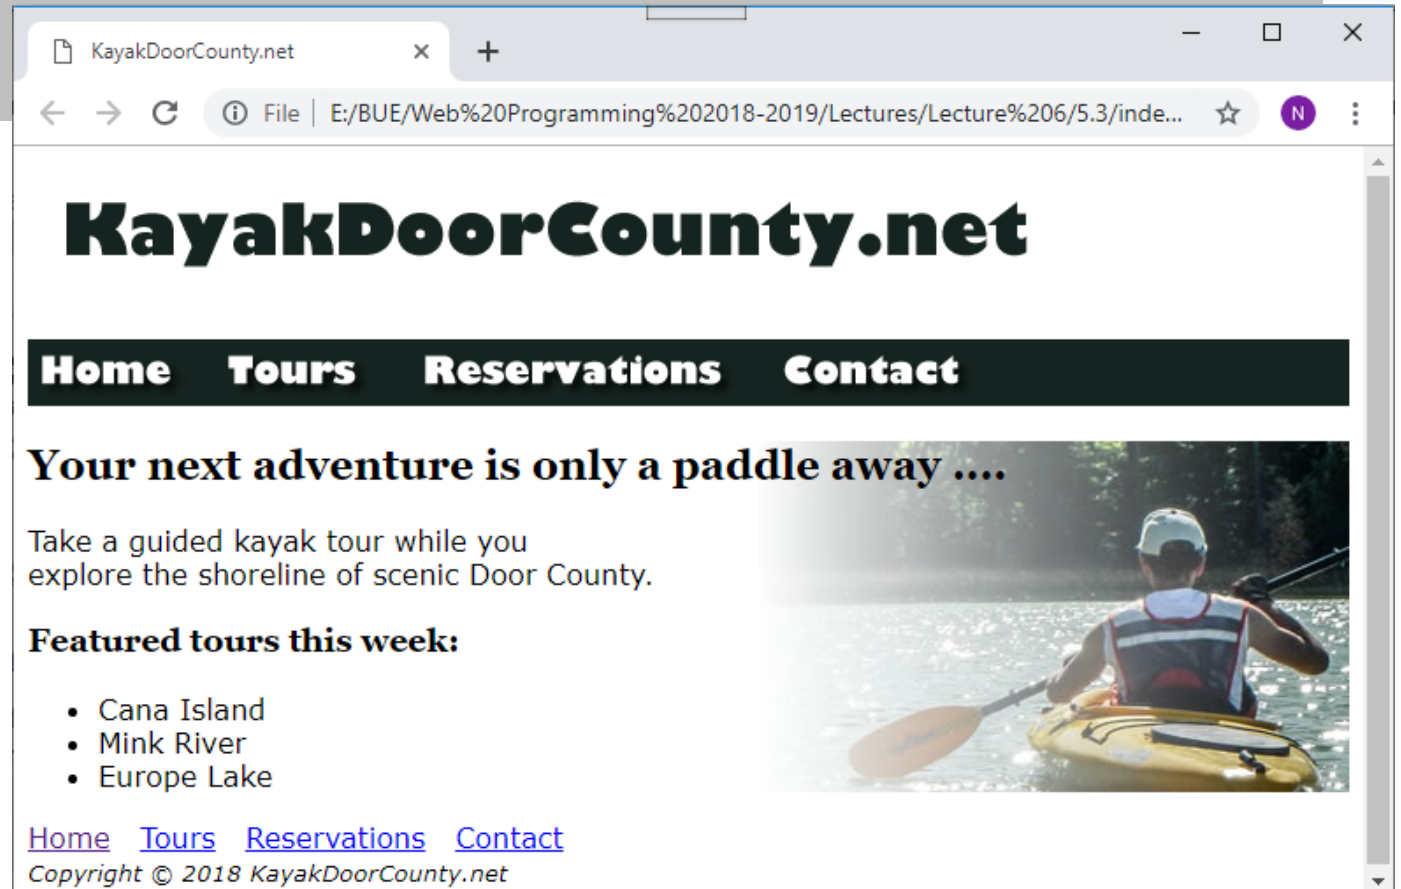 KayakDoorCounty.net
File E:/BUE/Web%20Programming%202018-2019/Lectures/Lecture%206/5.3/inde...
N
KayakDoorCounty.net
Home Tours Reservations Contact
Your next adventure is only a paddle away ....
Take a guided kayak tour while you
explore the shoreline of scenic Door County.
Featured tours this week:
• Cana Island
• Mink River
• Europe Lake
Home Tours Reservations Contact
Copyright © 2018 KayakDoorCounty.net